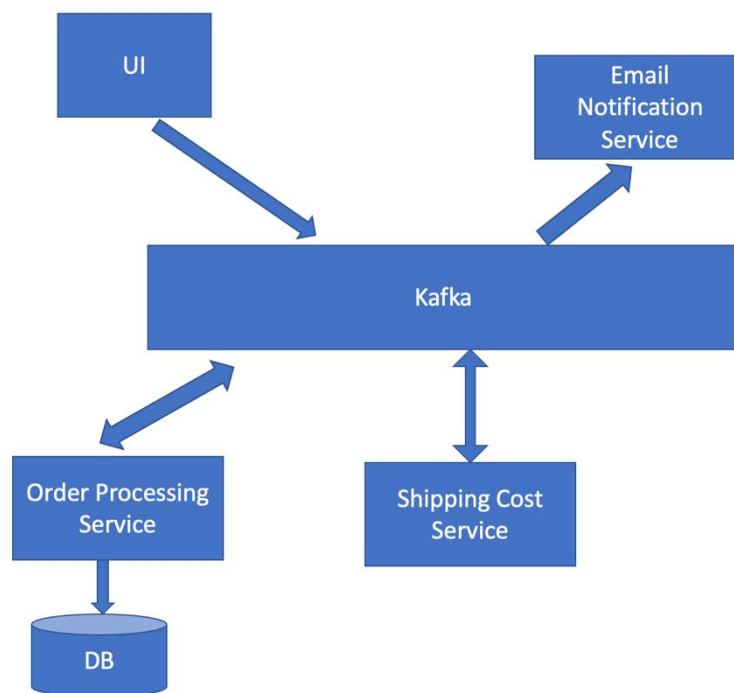 UI
Email
Notification
Service
Kafka
Order Processing
Service
Shipping Cost
Service
DB